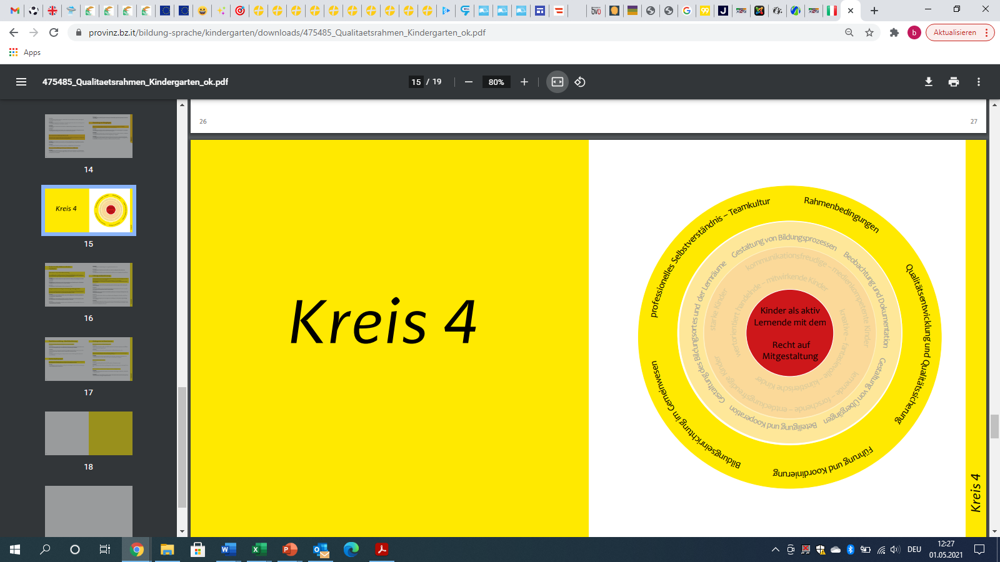 provinz.bz.it/bildung-sprache/kindergarten/downloads/475485_Qualitaetsrahmen_Kindergarten_ok.pdf
b
Aktualisieren
Apps
475485_Qualitaetsrahmen_Kindergarten_ok.pdf
15 / 19
80%
14
Kreis 4
15
16
17
18
26
27
Kreis 4
professionelles Selbstverständnis – Teamkultur
Rahmenbedingungen
Qualitätsentwicklung und Qualitätssicherung
Führung und Koordinierung
Bildungseinrichtung im Gemeinwesen
Gestaltung von Bildungsprozessen
Beobachtung und Dokumentation
Gestaltung von Übergängen
Beteiligung und Kooperation
Gestaltung des Bildungsortes und der Lernräume
kommunikationsfreudige – medienkompetente Kinder
kreative – fantasievolle – künstlerische Kinder
lernende – forschende – entdeckungsfreudige Kinder
starke Kinder
wertorientiert handelnde – mitwirkende Kinder
Kinder als aktiv
Lernende mit dem
Recht auf
Mitgestaltung
Kreis 4
DEU
12:27
01.05.2021